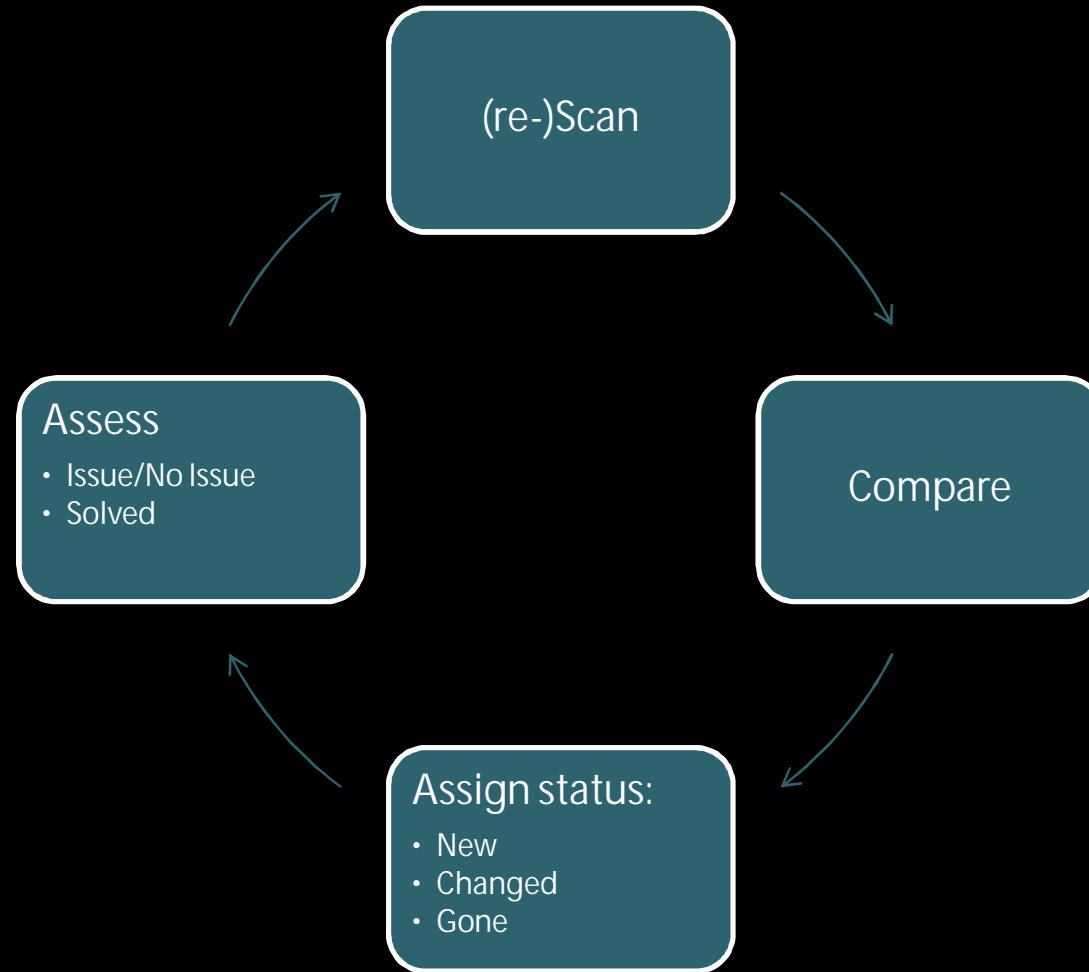 (re-)Scan
Compare
Assign status:
• New
• Changed
• Gone
Assess
• Issue/No Issue
• Solved